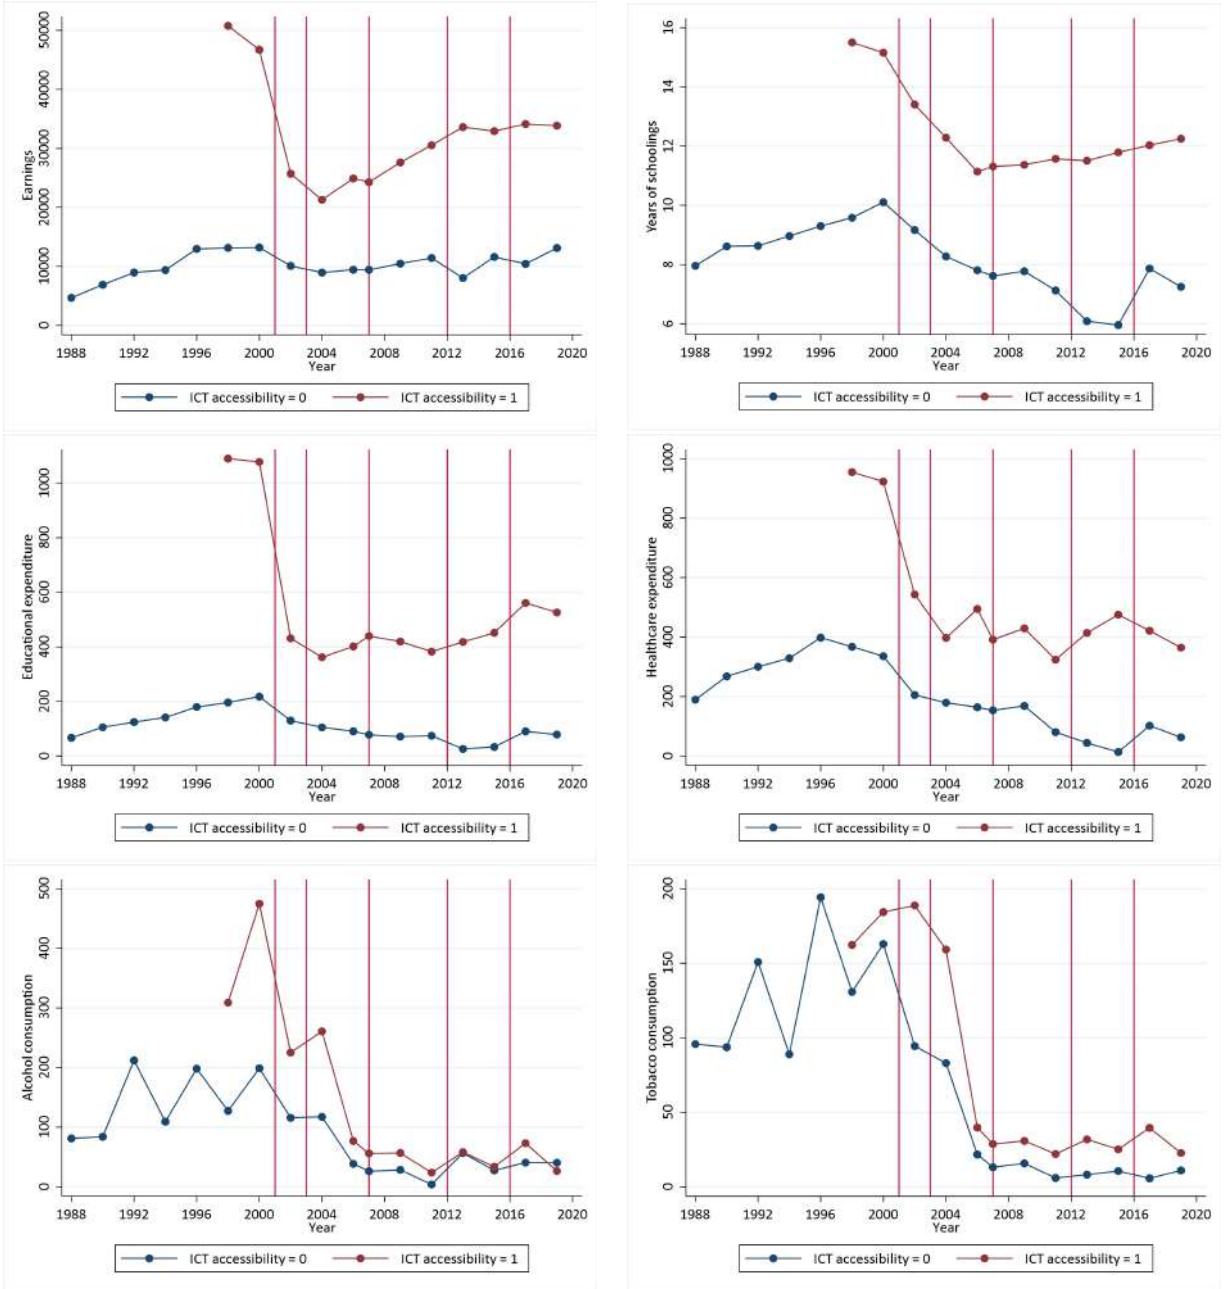 Earnings
50000
40000
30000
20000
10000
0
1988 1992 1996 2000 2004 2008 2012 2016 2020
Year
ICT accessibility = 0 ICT accessibility = 1
Years of schoolings
16
14
12
10
8
6
1988 1992 1996 2000 2004 2008 2012 2016 2020
Year
ICT accessibility = 0 ICT accessibility = 1
Educational expenditure
1000
800
600
400
200
0
1988 1992 1996 2000 2004 2008 2012 2016 2020
Year
ICT accessibility = 0 ICT accessibility = 1
Healthcare expenditure
1000
800
600
400
200
0
1988 1992 1996 2000 2004 2008 2012 2016 2020
Year
ICT accessibility = 0 ICT accessibility = 1
Alcohol consumption
500
400
300
200
100
0
1988 1992 1996 2000 2004 2008 2012 2016 2020
Year
ICT accessibility = 0 ICT accessibility = 1
Tobacco consumption
200
150
100
50
0
1988 1992 1996 2000 2004 2008 2012 2016 2020
Year
ICT accessibility = 0 ICT accessibility = 1